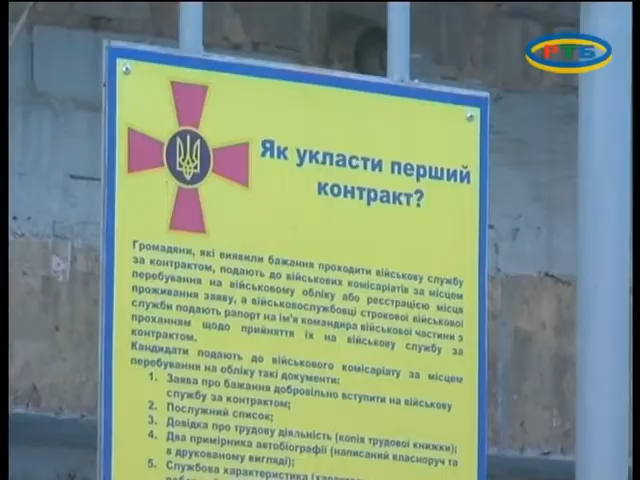 РТБ
Як укласти перший
контракт?
Громадяни, які виявили бажання проходити військову службу
за контрактом, подають до військових комісаріатів за місцем
перебування на військовому обліку або реєстрацією місця
проживання заяву, а військовослужбовці строкової військової
служби подають рапорт на ім'я командира військової частини з
проханням щодо прийняття їх на військову службу за
контрактом.
Кандидати подають до військового комісаріату за місцем
перебування на обліку такі документи:
1. Заява про бажання добровільно вступити на військову
службу за контрактом;
2. Послужний список;
3. Довідка про трудову діяльність (копія трудової книжки);
4. Два примірника автобіографії (написаний власноруч та
в друкованому вигляді);
5. Службова характеристика